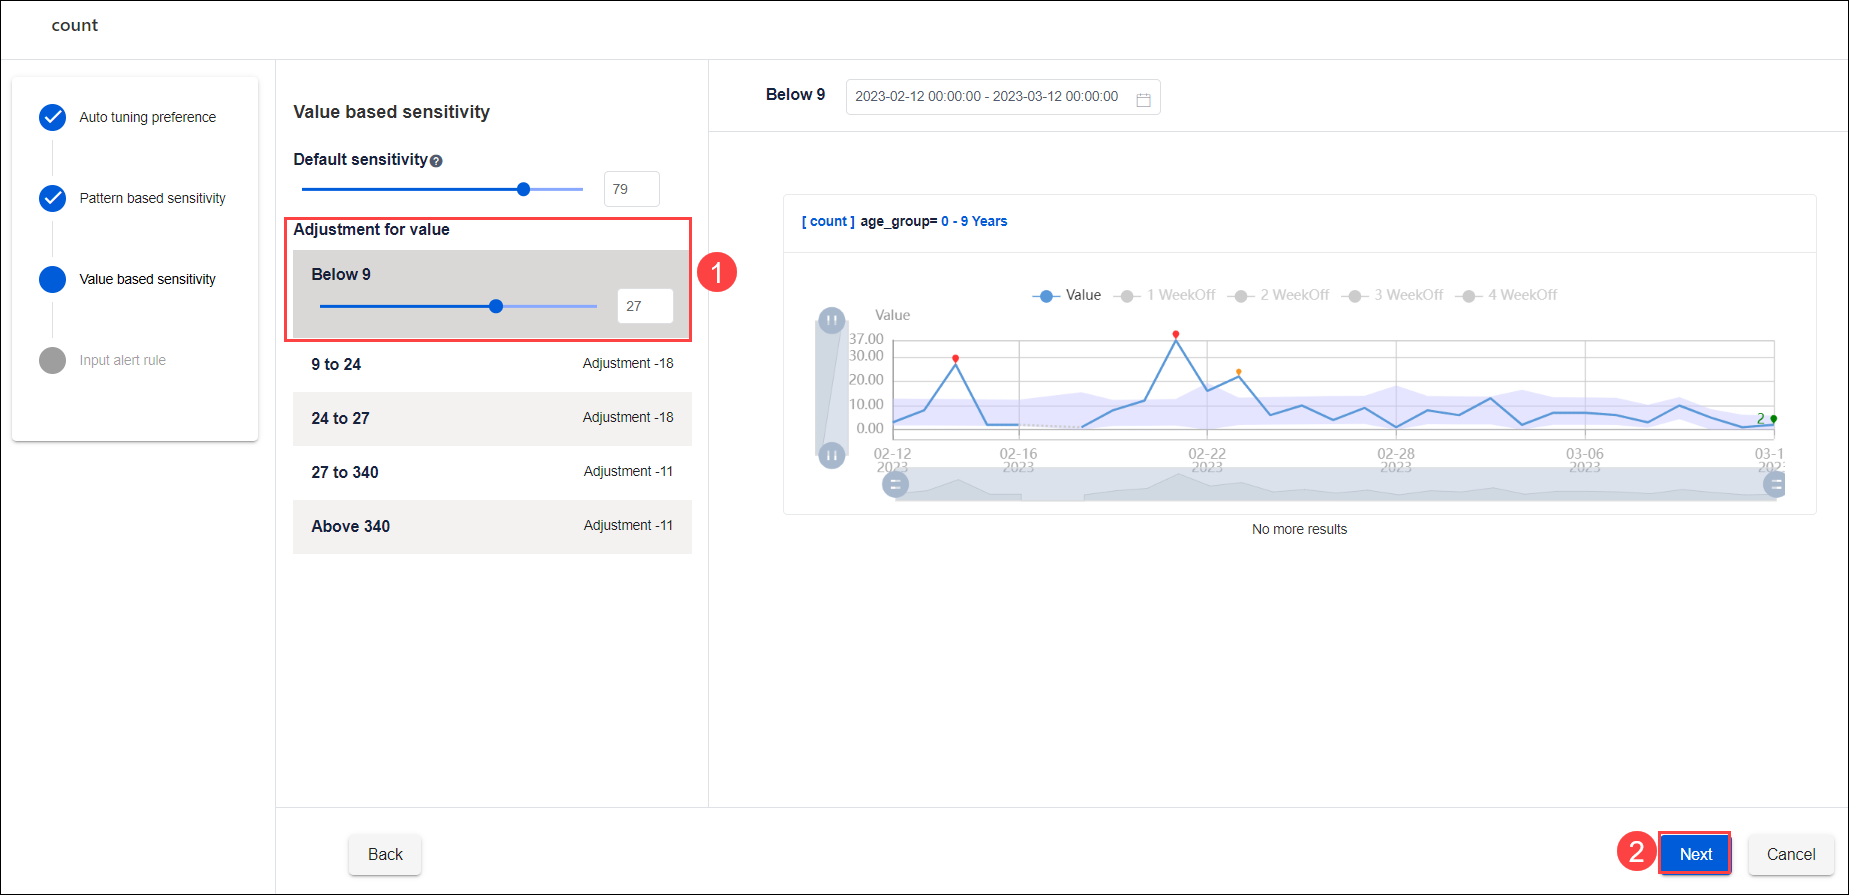 count
Auto tuning preference
Pattern based sensitivity
Value based sensitivity
Input alert rule
Value based sensitivity
Default sensitivity ?
79
Adjustment for value
Below 9
27
1
9 to 24 Adjustment -18
24 to 27 Adjustment -18
27 to 340 Adjustment -11
Above 340 Adjustment -11
Below 9 2023-02-12 00:00:00 - 2023-03-12 00:00:00
[ count ] age_group= 0 - 9 Years
Value 1 WeekOff 2 WeekOff 3 WeekOff 4 WeekOff
Value
37.00
30.00
20.00
10.00
0.00
2
02-12 02-16 02-22 02-28 03-06 03-1
2023 2023 2023 2023 2023 202
No more results
Back 2 Next Cancel